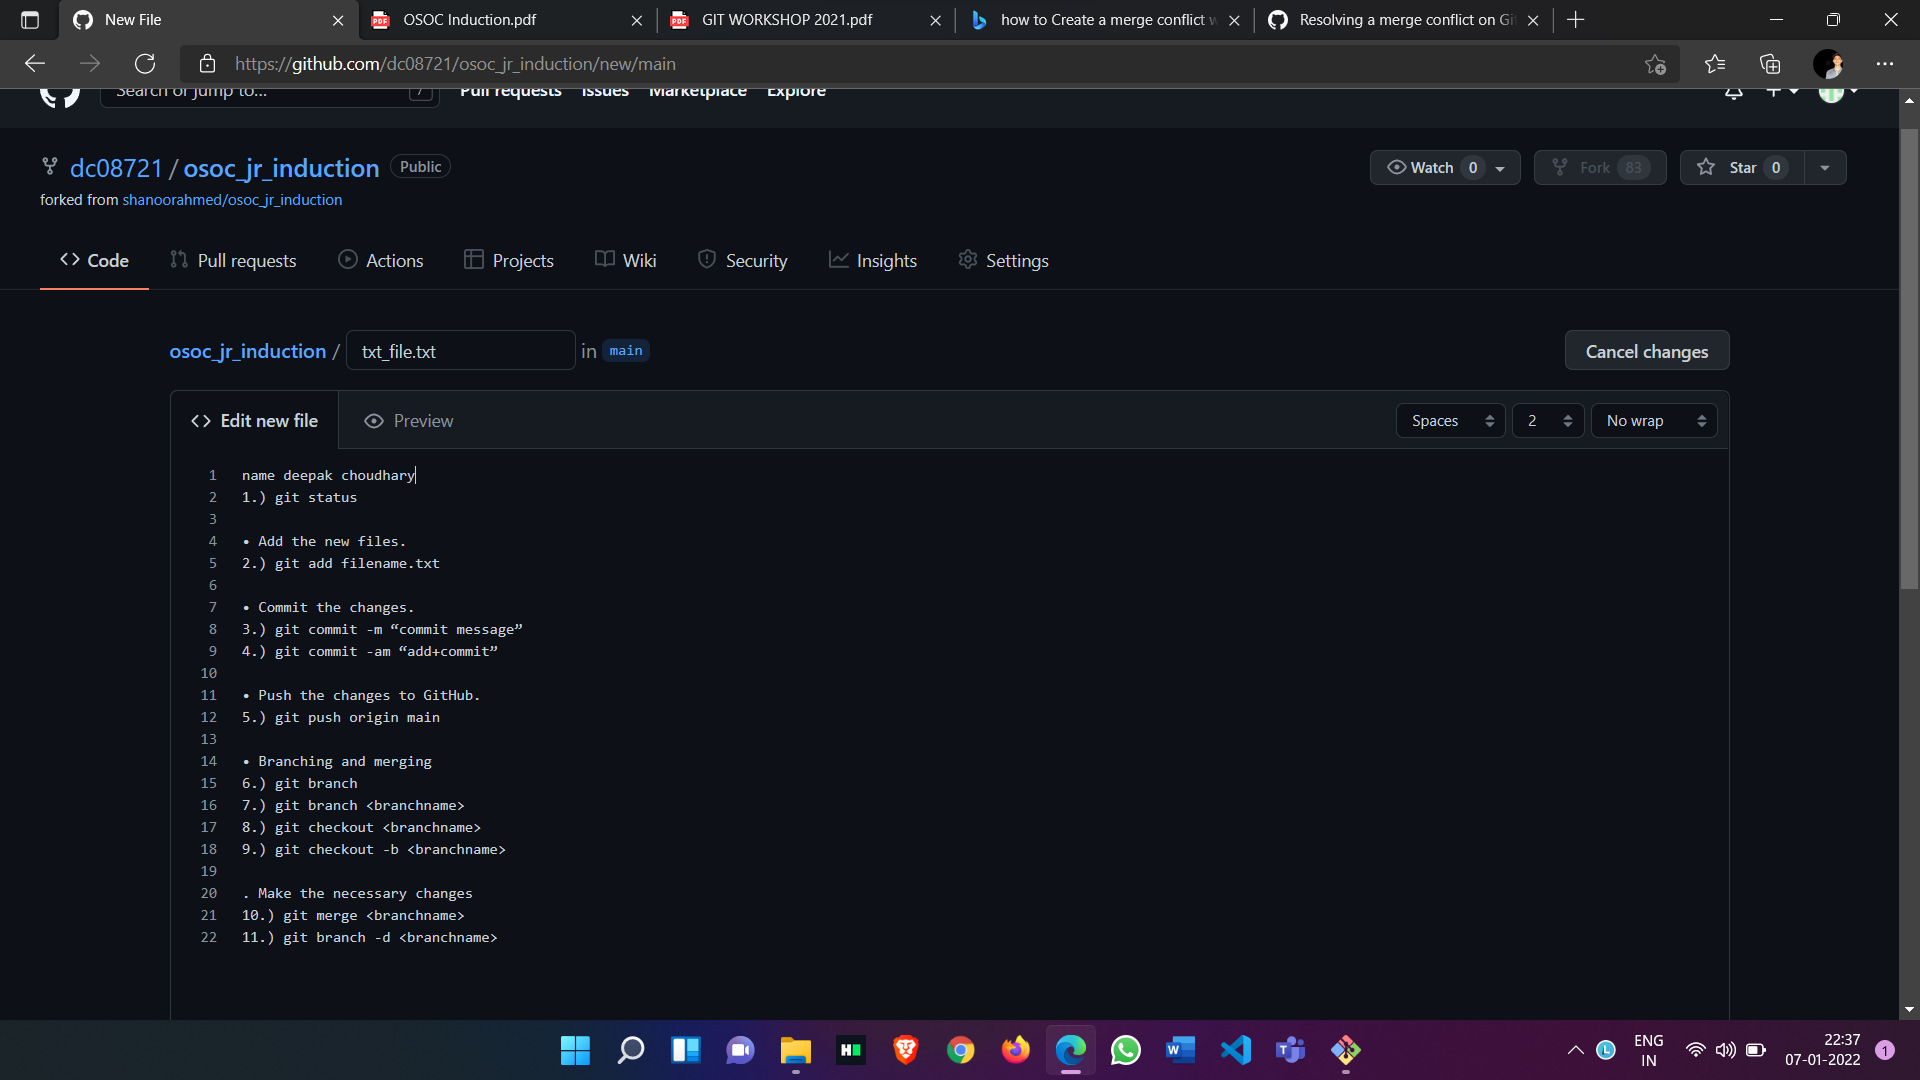 New File
OSOC Induction.pdf
GIT WORKSHOP 2021.pdf
how to Create a merge conflict w
Resolving a merge conflict on Gi
https://github.com/dc08721/osoc_jr_induction/new/main
Search or jump to...
/
Pull requests Issues Marketplace Explore
dc08721 / osoc_jr_induction Public
Watch 0
Fork 83
Star 0
forked from shanoorahmed/osoc_jr_induction
Code
Pull requests
Actions
Projects
Wiki
Security
Insights
Settings
osoc_jr_induction / txt_file.txt in main
Cancel changes
Edit new file
Preview
Spaces
2
No wrap
1 name deepak choudhary
2 1.) git status
3
4 • Add the new files.
5 2.) git add filename.txt
6
7 • Commit the changes.
8 3.) git commit -m “commit message”
9 4.) git commit -am “add+commit”
10
11 • Push the changes to GitHub.
12 5.) git push origin main
13
14 • Branching and merging
15 6.) git branch
16 7.) git branch <branchname>
17 8.) git checkout <branchname>
18 9.) git checkout -b <branchname>
19
20 . Make the necessary changes
21 10.) git merge <branchname>
22 11.) git branch -d <branchname>
ENG
IN
22:37
07-01-2022
1